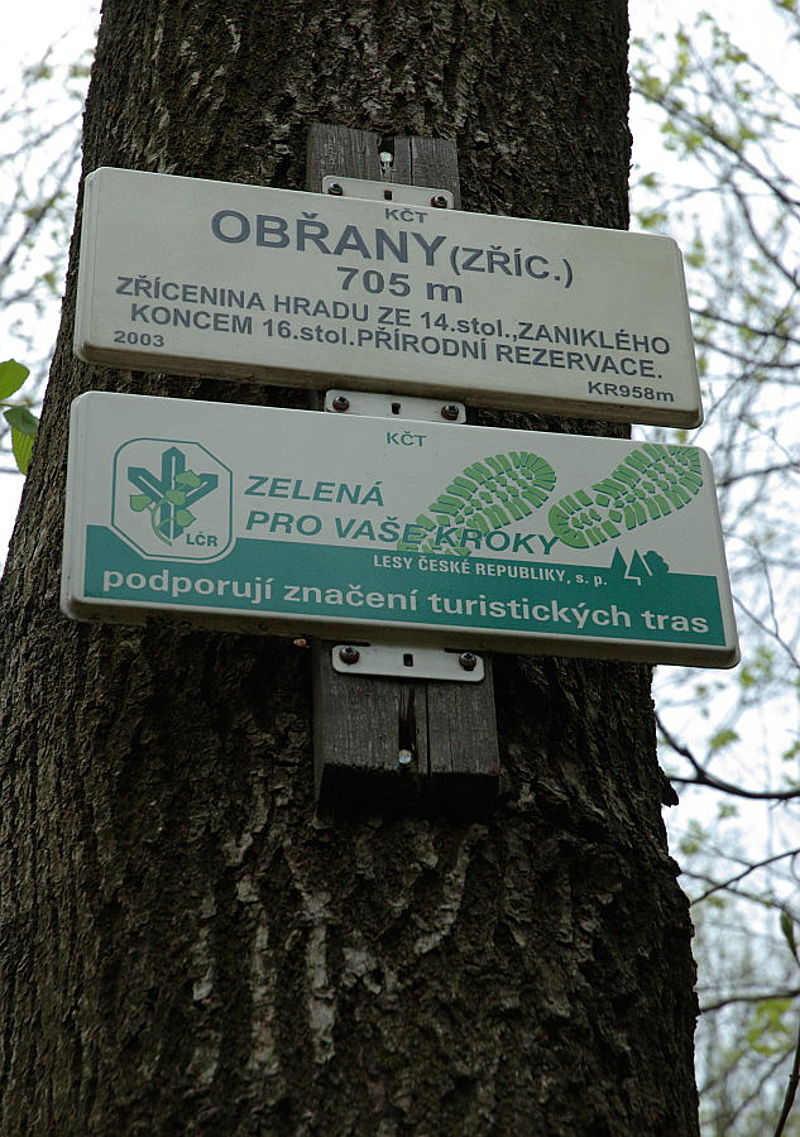 KČT
OBŘANY (ZŘÍC.)
705 m
ZŘÍCENINA HRADU ZE 14.stol.,ZANIKLÉHO
KONCEM 16.stol.PŘÍRODNÍ REZERVACE.
2003
KR958m
KČT
ZELENÁ
PRO VAŠE KROKY
LČR
LESY ČESKÉ REPUBLIKY, s. p.
podporují značení turistických tras